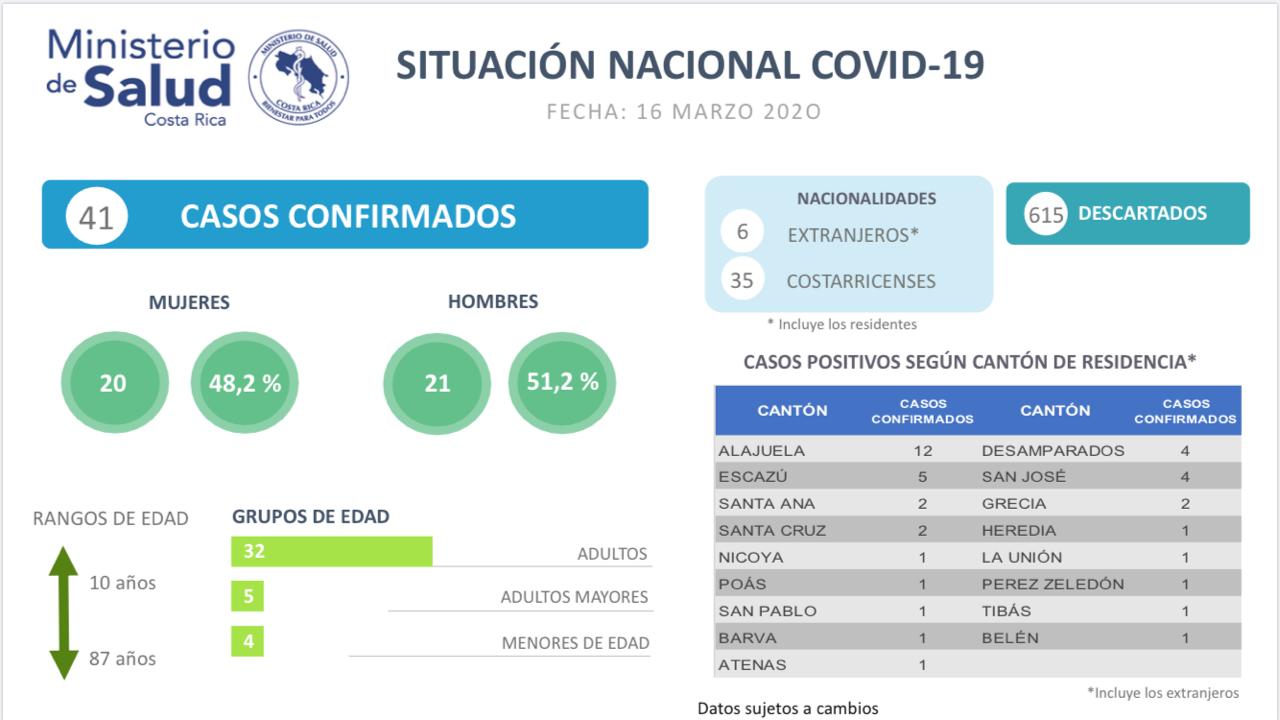 Ministerio
de Salud
Costa Rica
MINISTERIO DE SALUD
COSTA RICA
BIENESTAR PARA TODOS
SITUACIÓN NACIONAL COVID-19
FECHA: 16 MARZO 202O
41 CASOS CONFIRMADOS
MUJERES
20 48,2 %
HOMBRES
21 51,2 %
RANGOS DE EDAD
10 años
87 años
GRUPOS DE EDAD
32 ADULTOS
5 ADULTOS MAYORES
4 MENORES DE EDAD
NACIONALIDADES
6 EXTRANJEROS*
35 COSTARRICENSES
* Incluye los residentes
615 DESCARTADOS
CASOS POSITIVOS SEGÚN CANTÓN DE RESIDENCIA*
CANTÓN CASOS CONFIRMADOS CANTÓN CASOS CONFIRMADOS
ALAJUELA 12 DESAMPARADOS 4
ESCAZÚ 5 SAN JOSÉ 4
SANTA ANA 2 GRECIA 2
SANTA CRUZ 2 HEREDIA 1
NICOYA 1 LA UNIÓN 1
POÁS 1 PEREZ ZELEDÓN 1
SAN PABLO 1 TIBÁS 1
BARVA 1 BELÉN 1
ATENAS 1
*Incluye los extranjeros
Datos sujetos a cambios